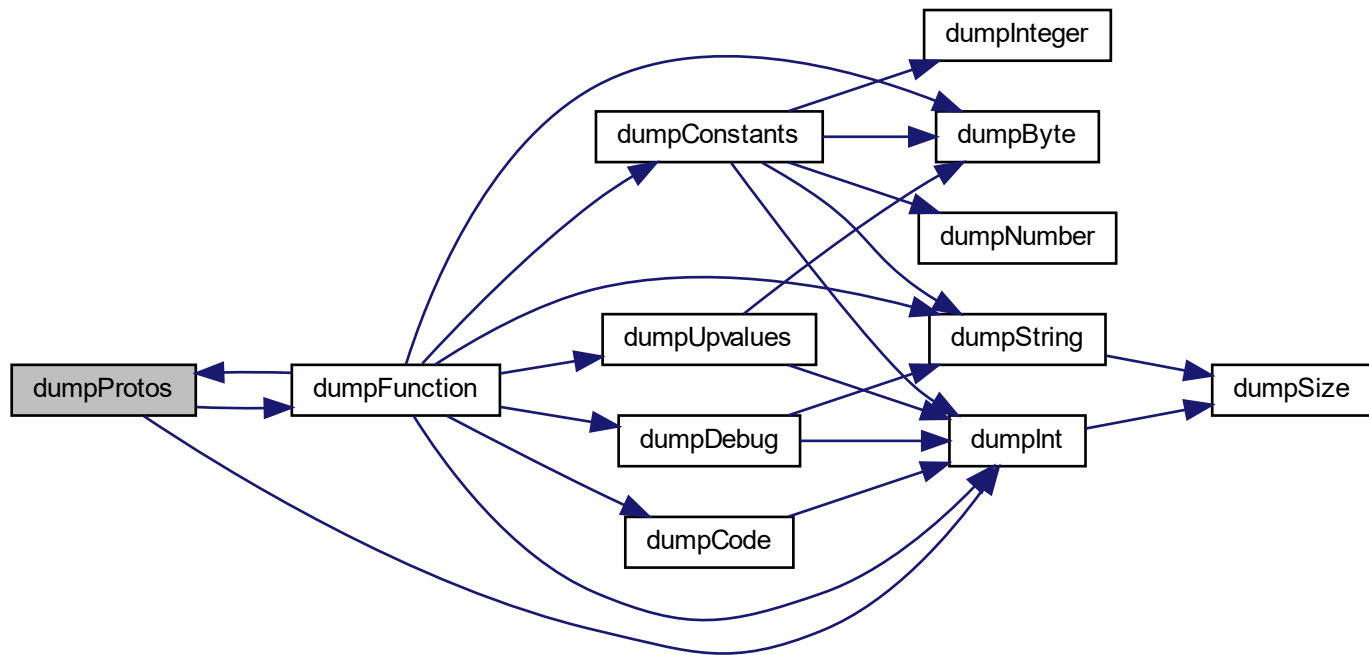 dumpInteger
dumpConstants
dumpByte
dumpNumber
dumpUpvalues
dumpString
dumpProtos
dumpFunction
dumpSize
dumpDebug
dumpInt
dumpCode